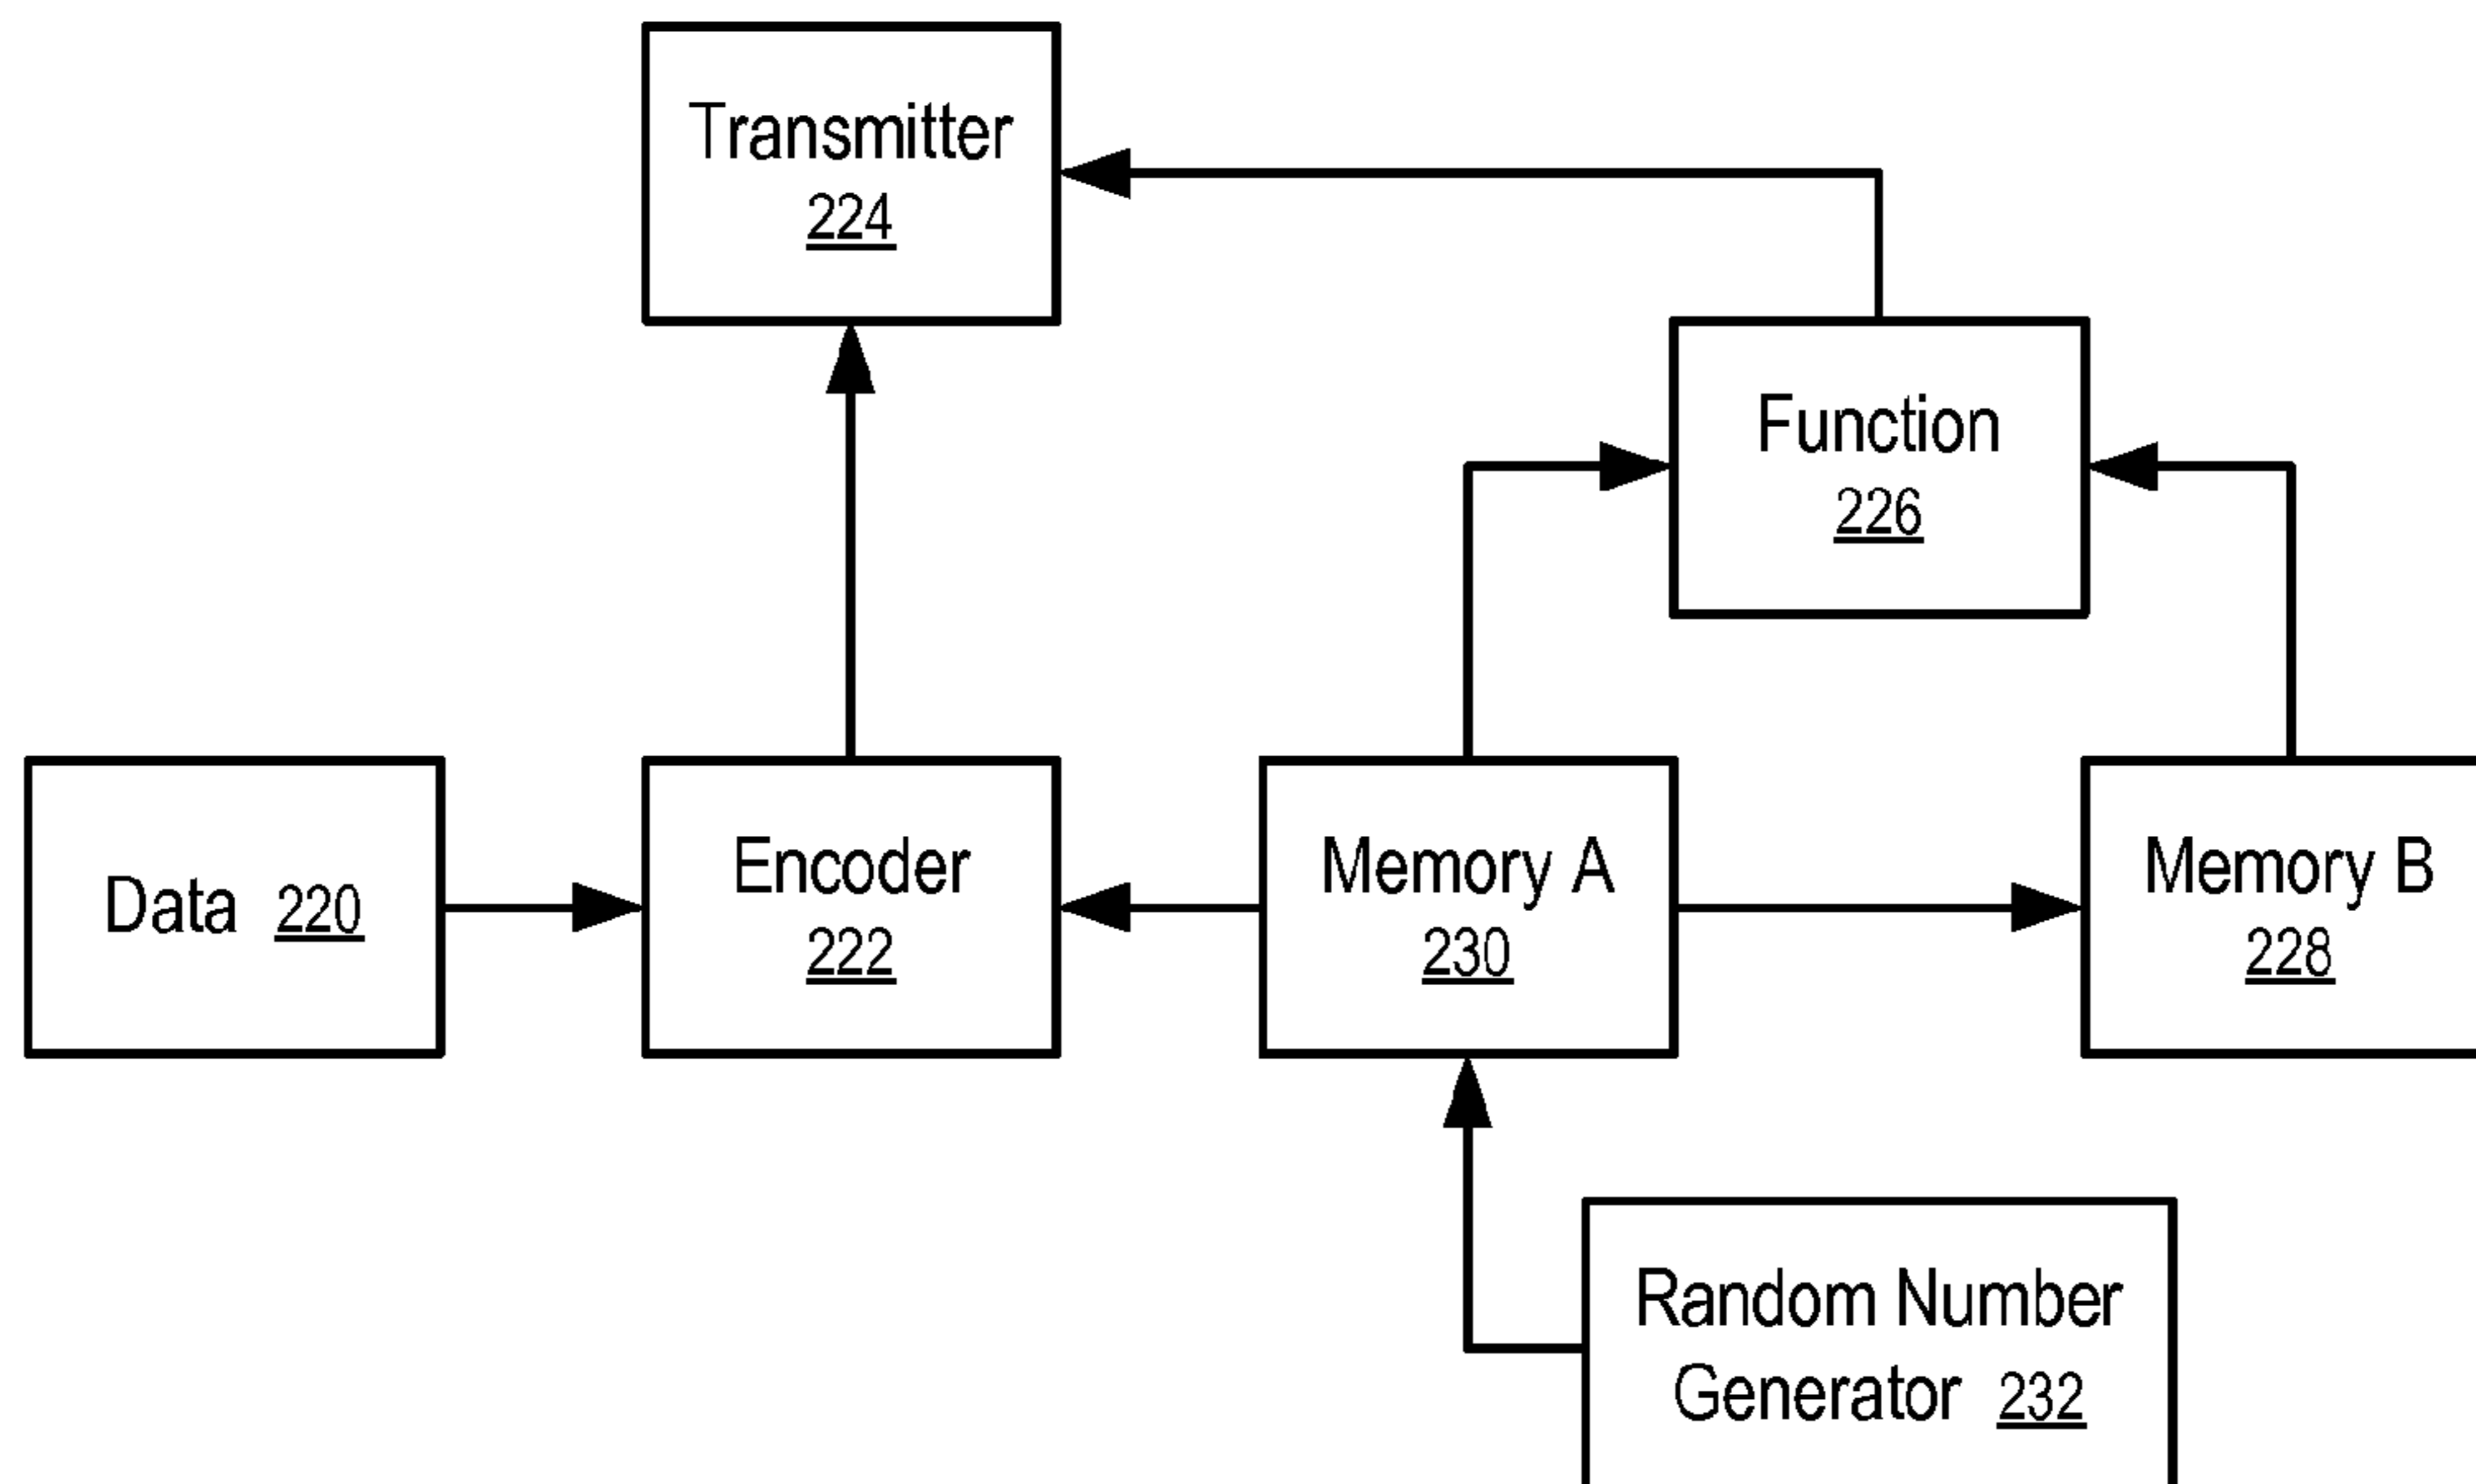 Transmitter
224
Function
226
Data 220
Encoder
222
Memory A
230
Memory B
228
Random Number
Generator 232